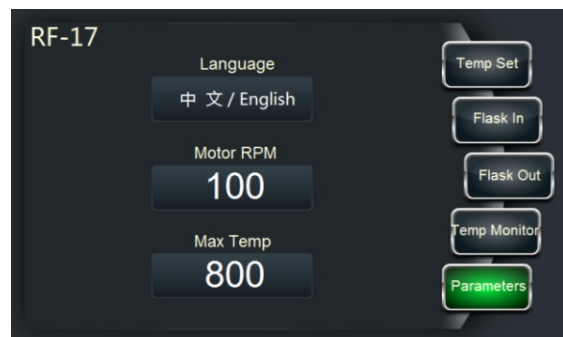 RF-17
Language
中 文 / English
Motor RPM
100
Max Temp
800
Temp Set
Flask In
Flask Out
Temp Monitor
Parameters